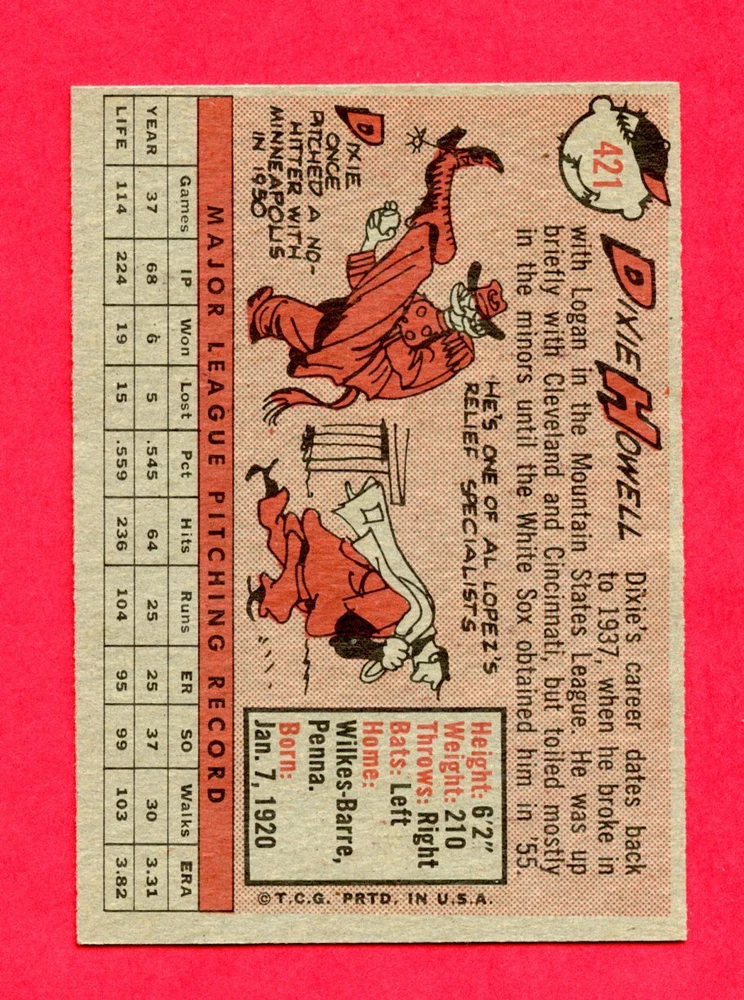 421
DIXIE HOWELL
Dixie's career dates back
to 1937, when he broke in
with Logan in the Mountain States League. He was up
briefly with Cleveland and Cincinnati, but toiled mostly
in the minors until the White Sox obtained him in '55.
DIXIE
ONCE
PITCHED A NO-
HITTER WITH
MINNEAPOLIS
IN 1950
HE'S ONE OF AL LOPEZ'S
RELIEF SPECIALISTS
Height: 6'2"
Weight: 210
Throws: Right
Bats: Left
Home:
Wilkes-Barre,
Penna.
Born:
Jan. 7, 1920
© T.C.G. PRTD. IN U.S.A.
MAJOR LEAGUE PITCHING RECORD
Games IP Won Lost Pct Hits Runs ER SO Walks ERA
YEAR 37 68 6 5 .545 64 25 25 37 30 3.31
LIFE 114 224 19 15 .559 236 104 95 99 103 3.82